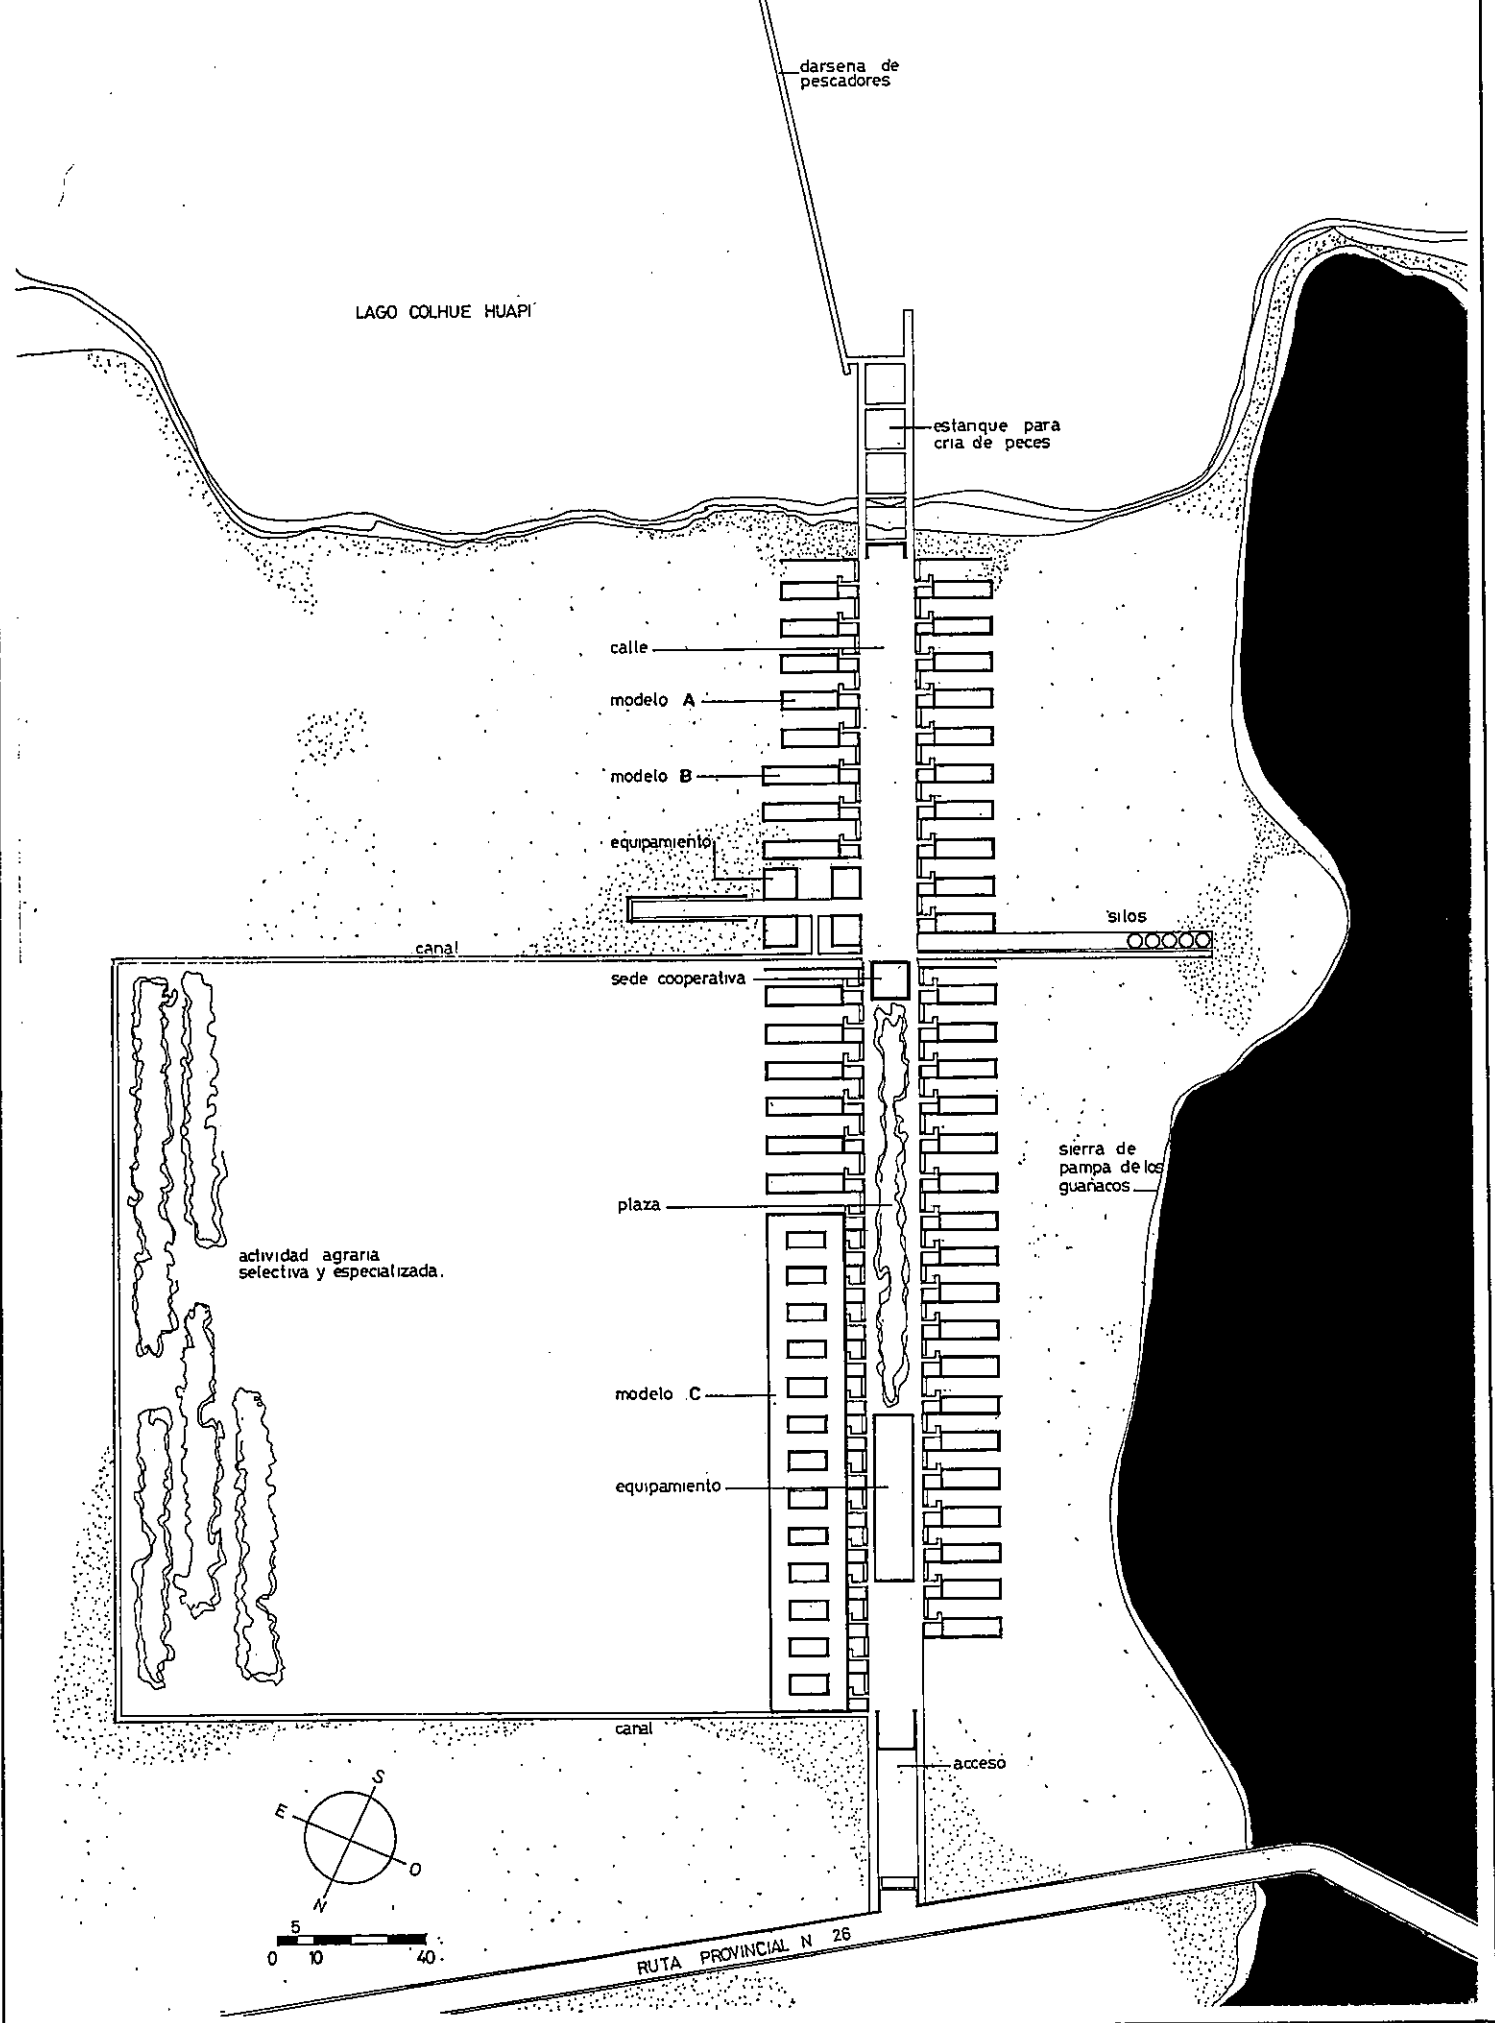 darsena de
pescadores
LAGO COLHUE HUAPI
estanque para
cria de peces
calle
modelo A
modelo B
equipamiento
silos
canal
sede cooperativa
sierra de
pampa de los
guanacos
plaza
actividad agraria
selectiva y especializada.
modelo C
equipamiento
canal
acceso
S
E
O
N
5
0 10 40
RUTA PROVINCIAL N 26